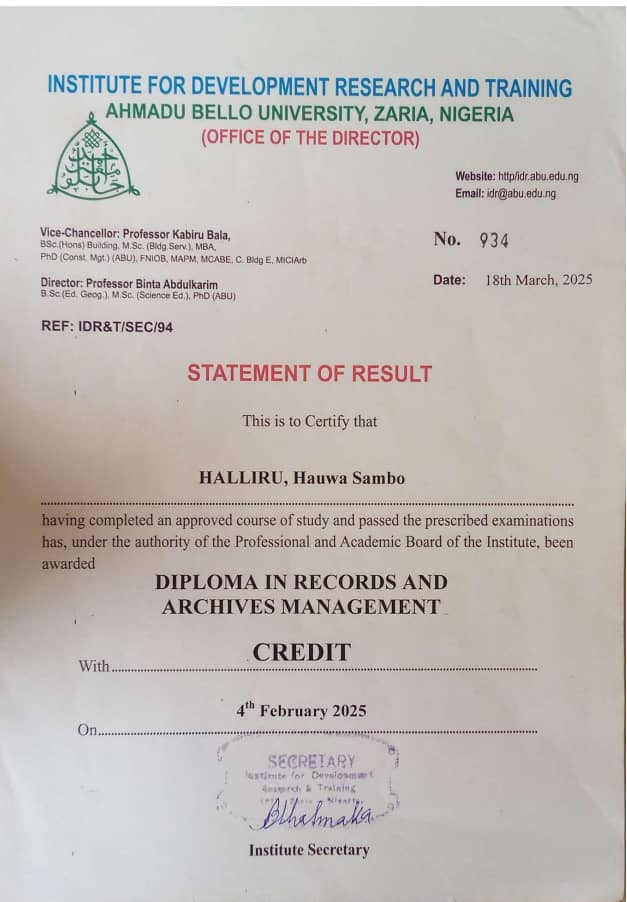 INSTITUTE FOR DEVELOPMENT RESEARCH AND TRAINING
AHMADU BELLO UNIVERSITY, ZARIA, NIGERIA
(OFFICE OF THE DIRECTOR)
Website: http/idr.abu.edu.ng
Email: idr@abu.edu.ng
Vice-Chancellor: Professor Kabiru Bala,
BSc.(Hons) Building, M.Sc. (Bldg.Serv.), MBA,
PhD (Const. Mgt.) (ABU), FNIOB, MAPM, MCABE, C. Bldg E, MICIArb
No. 934
Director: Professor Binta Abdulkarim
B.Sc.(Ed. Geog.), M.Sc. (Science Ed.), PhD (ABU)
Date: 18th March, 2025
REF: IDR&T/SEC/94
STATEMENT OF RESULT
This is to Certify that
HALLIRU, Hauwa Sambo
having completed an approved course of study and passed the prescribed examinations
has, under the authority of the Professional and Academic Board of the Institute, been
awarded
DIPLOMA IN RECORDS AND
ARCHIVES MANAGEMENT
With CREDIT
On 4th February 2025
SECRETARY
Institute for Development
Research & Training
Institute Secretary